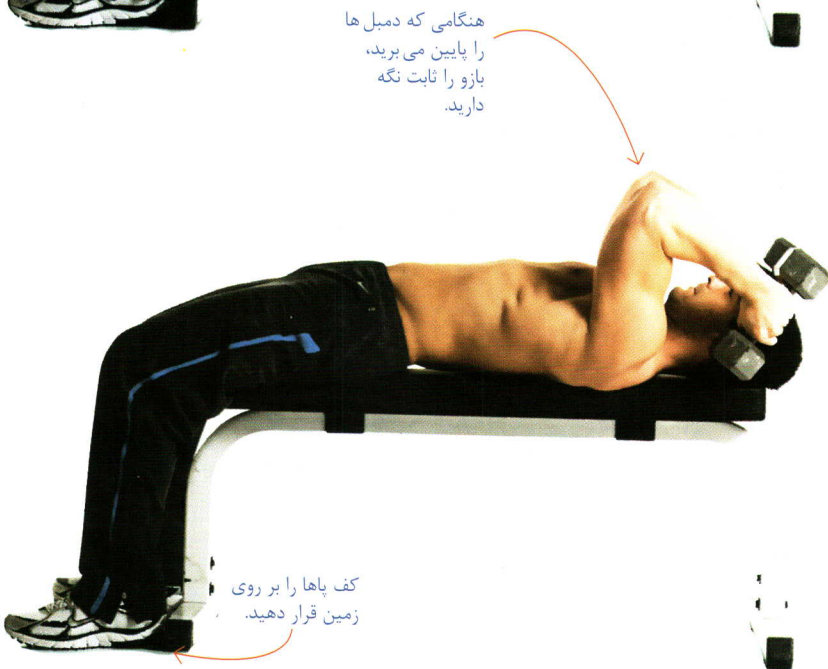 هنگامی که دمبل ها
را پایین می برید،
بازو را ثابت نگه
دارید.
کف پاها را بر روی
زمین قرار دهید.